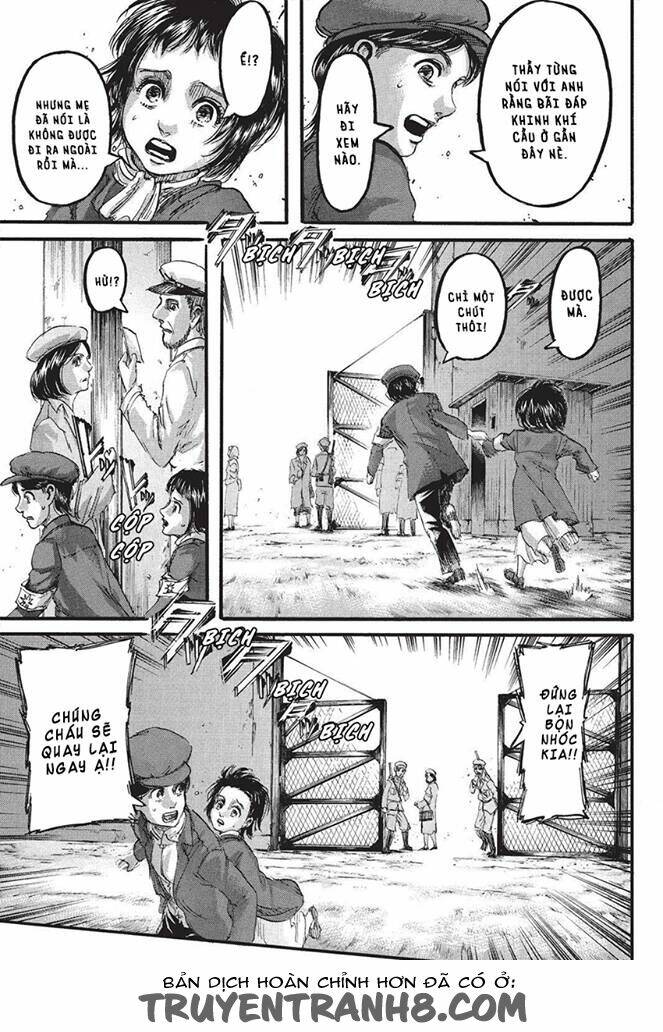 THẦY TỪNG
NÓI VỚI ANH
RẰNG BÃI ĐÁP
KHINH KHÍ
CẦU Ở GẦN
ĐÂY NÈ.
HÃY
ĐI
XEM
NÀO.
Ể!?
NHƯNG MẸ
ĐÃ NÓI LÀ
KHÔNG ĐƯỢC
ĐI RA NGOÀI
RỒI MÀ...
BỊCH
BỊCH
BỊCH
ĐƯỢC
MÀ.
CHỈ MỘT
CHÚT
THÔI!
HỬ!?
CỘP
CỘP
BỊCH
BỊCH
BỊCH
ĐỨNG
LẠI
BỌN
NHÓC
KIA!!
CHÚNG
CHÁU SẼ
QUAY LẠI
NGAY Ạ!!
BẢN DỊCH HOÀN CHỈNH HƠN ĐÃ CÓ Ở:
TRUYENTRANH8.COM